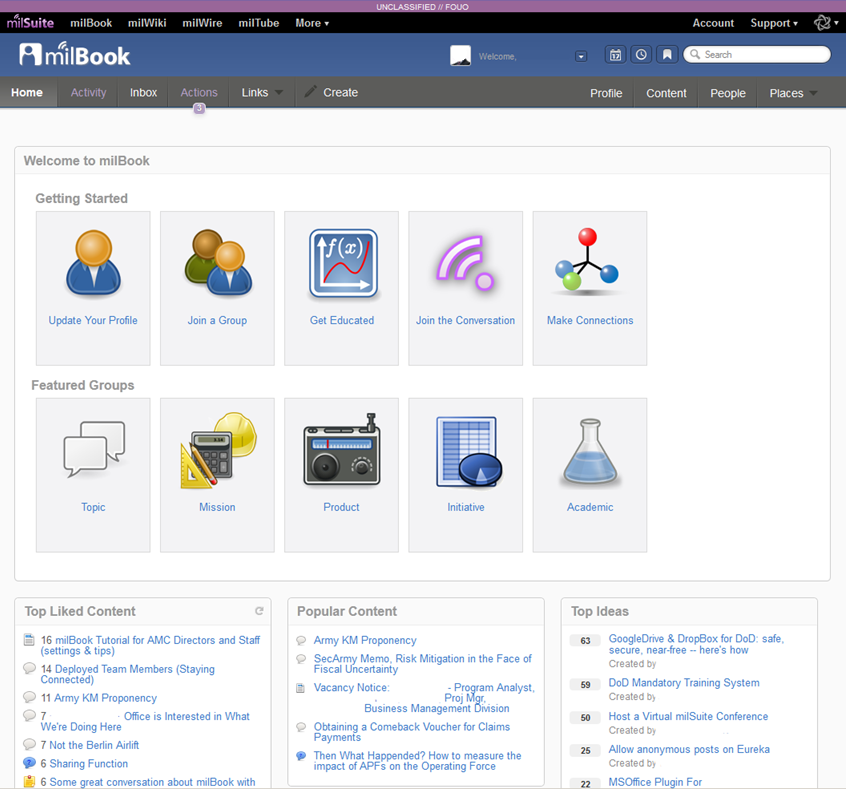 UNCLASSIFIED // FOUO
milSuite milBook milWiki milWire milTube More Account Support
milBook Welcome, 12 Search
Home Activity Inbox Actions Links Create Profile Content People Places
3
Welcome to milBook
Getting Started
f(x)
Update Your Profile Join a Group Get Educated Join the Conversation Make Connections
Featured Groups
Topic Mission Product Initiative Academic
Top Liked Content
16 milBook Tutorial for AMC Directors and Staff
(settings & tips)
14 Deployed Team Members (Staying
Connected)
11 Army KM Proponency
7 Office is Interested in What
We're Doing Here
7 Not the Berlin Airlift
6 Sharing Function
6 Some great conversation about milBook with
Popular Content
Army KM Proponency
SecArmy Memo, Risk Mitigation in the Face of
Fiscal Uncertainty
Vacancy Notice: - Program Analyst,
Proj Mgr,
Business Management Division
Obtaining a Comeback Voucher for Claims
Payments
Then What Happened? How to measure the
impact of APFs on the Operating Force
Top Ideas
63 GoogleDrive & DropBox for DoD: safe,
secure, near-free -- here's how
Created by
59 DoD Mandatory Training System
Created by
50 Host a Virtual milSuite Conference
Created by
25 Allow anonymous posts on Eureka
Created by
22 MSOffice Plugin For